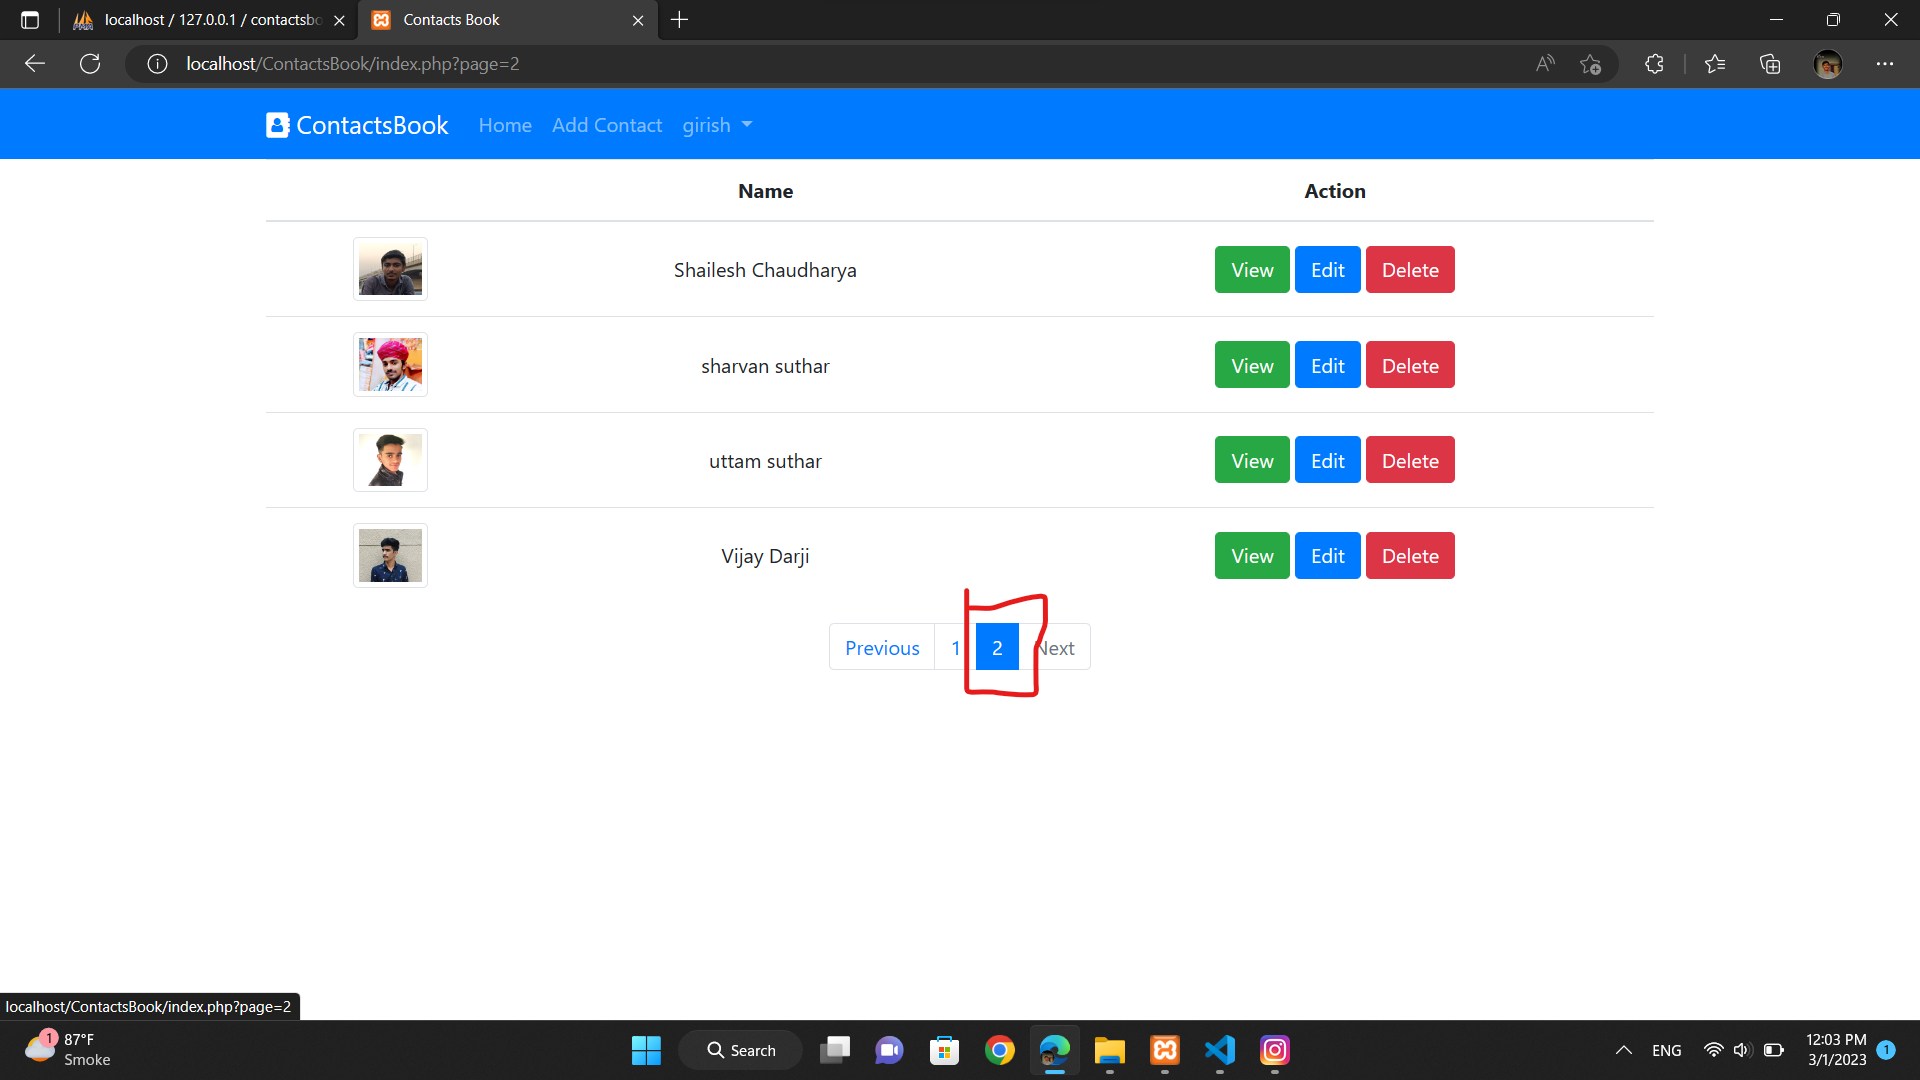 localhost / 127.0.0.1 / contactsbo
Contacts Book
localhost/ContactsBook/index.php?page=2
ContactsBook Home Add Contact girish
Name Action
Shailesh Chaudharya View Edit Delete
sharvan suthar View Edit Delete
uttam suthar View Edit Delete
Vijay Darji View Edit Delete
Previous 1 2 Next
localhost/ContactsBook/index.php?page=2
1 87°F
Smoke
Search
ENG
12:03 PM
3/1/2023
1